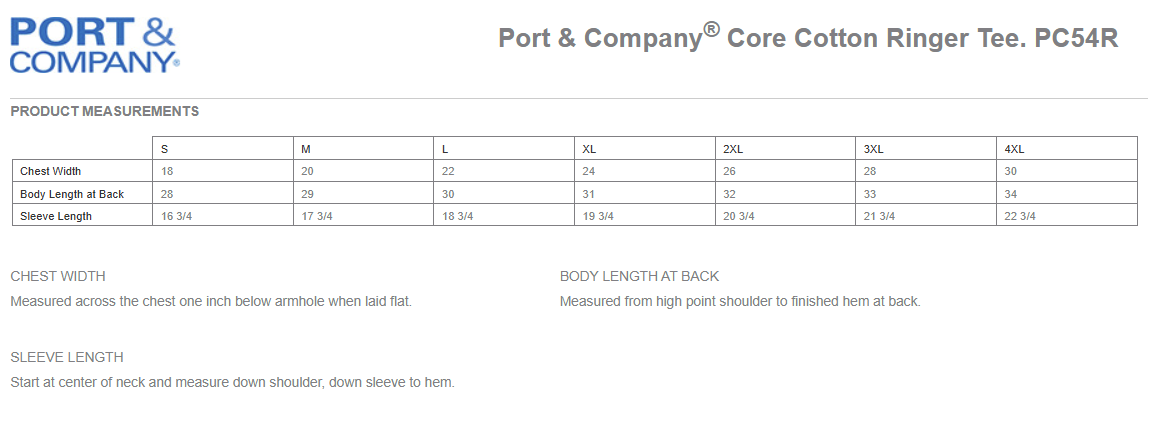 PORT &
COMPANY®
Port & Company® Core Cotton Ringer Tee. PC54R
PRODUCT MEASUREMENTS
S M L XL 2XL 3XL 4XL
Chest Width 18 20 22 24 26 28 30
Body Length at Back 28 29 30 31 32 33 34
Sleeve Length 16 3/4 17 3/4 18 3/4 19 3/4 20 3/4 21 3/4 22 3/4
CHEST WIDTH
Measured across the chest one inch below armhole when laid flat.
BODY LENGTH AT BACK
Measured from high point shoulder to finished hem at back.
SLEEVE LENGTH
Start at center of neck and measure down shoulder, down sleeve to hem.